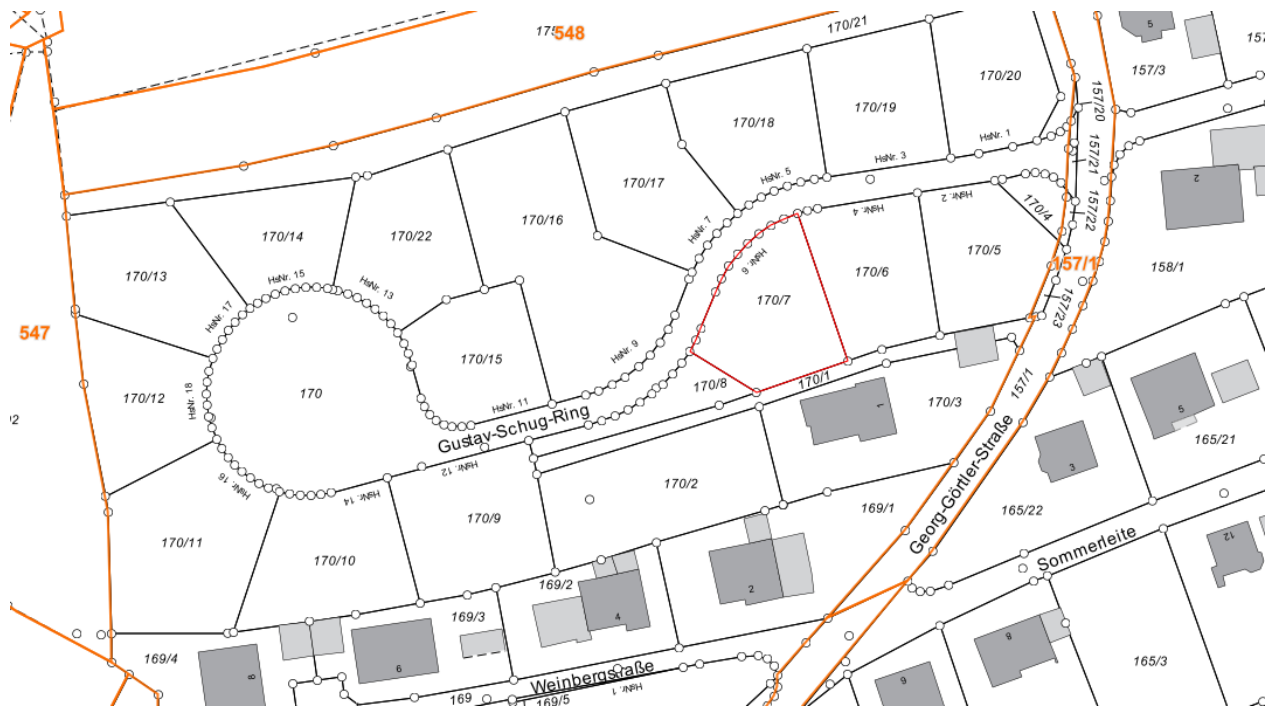 175
548
170/21
5
157
170/20
157/3
157/20
170/19
170/18
HsNr. 1
HsNr. 3
157/21
170/17
HsNr. 5
2
HsNr. 2
HsNr. 4
157/22
170/4
170/16
HsNr. 7
170/14
170/22
170/5
HsNr. 6
170/6
157/1
158/1
170/13
HsNr. 15
HsNr. 13
170/7
157/23
HsNr. 17
547
HsNr. 9
170/15
170/8
170/1
157/1
170
170/12
HsNr. 18
HsNr. 11
1
170/3
5
2
Gustav-Schug-Ring
165/21
HsNr. 12
3
HsNr. 16
HsNr. 14
170/2
Georg-Görtler-Straße
170/9
169/1
165/22
170/11
170/10
Sommerleite
12
169/2
2
169/3
4
8
169/4
6
165/3
8
Weinbergstraße
HsNr. 1
169
169/5
9